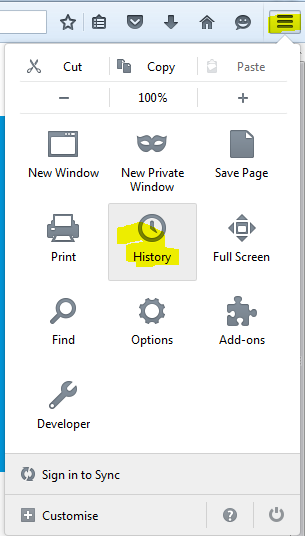 Cut Copy Paste
− 100% +
New Window New Private Window Save Page
Print History Full Screen
Find Options Add-ons
Developer
Sign in to Sync
Customise